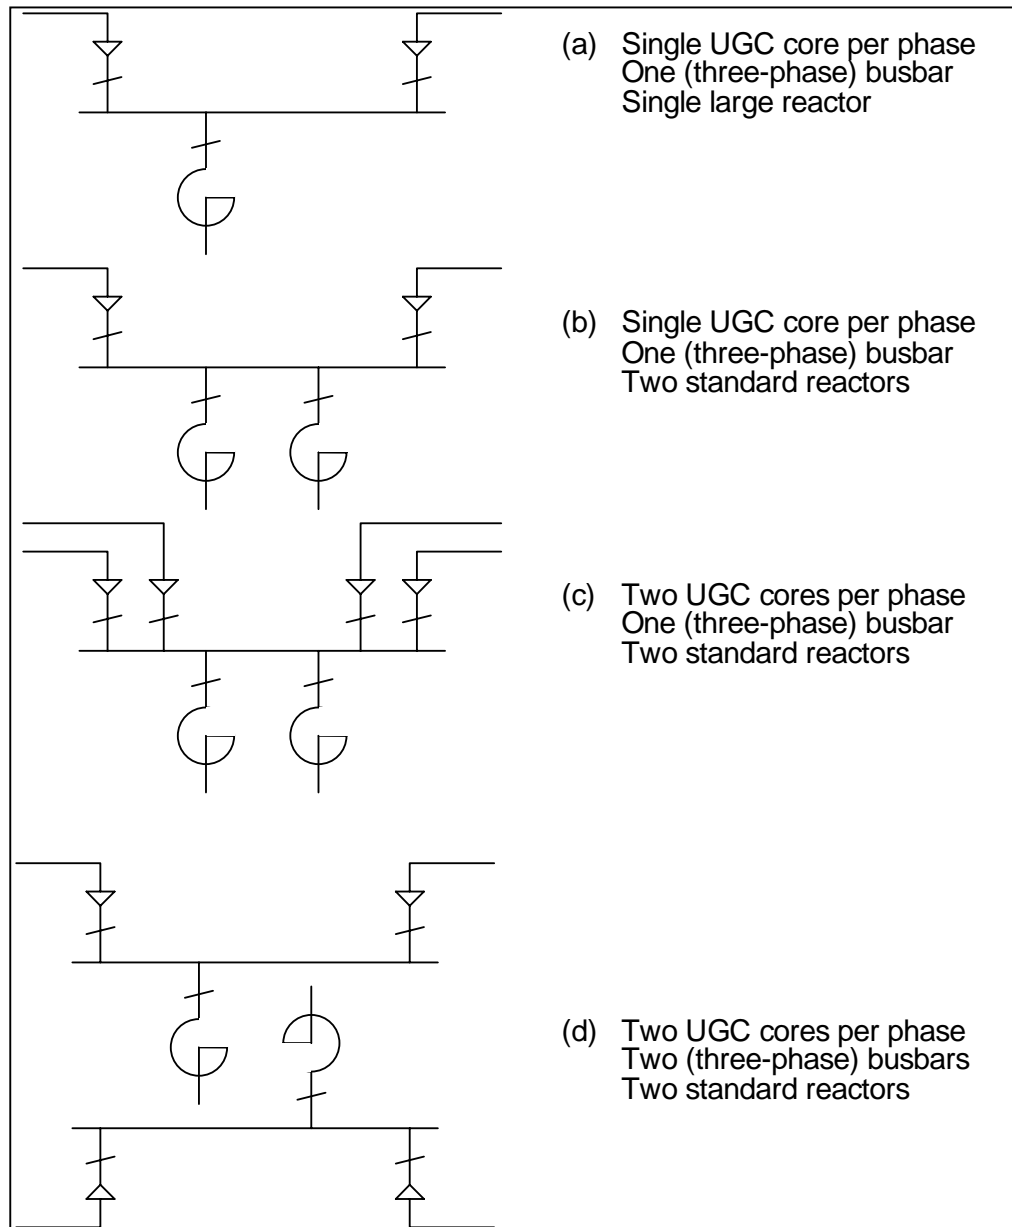 (a) Single UGC core per phase
One (three-phase) busbar
Single large reactor
(b) Single UGC core per phase
One (three-phase) busbar
Two standard reactors
(c) Two UGC cores per phase
One (three-phase) busbar
Two standard reactors
(d) Two UGC cores per phase
Two (three-phase) busbars
Two standard reactors